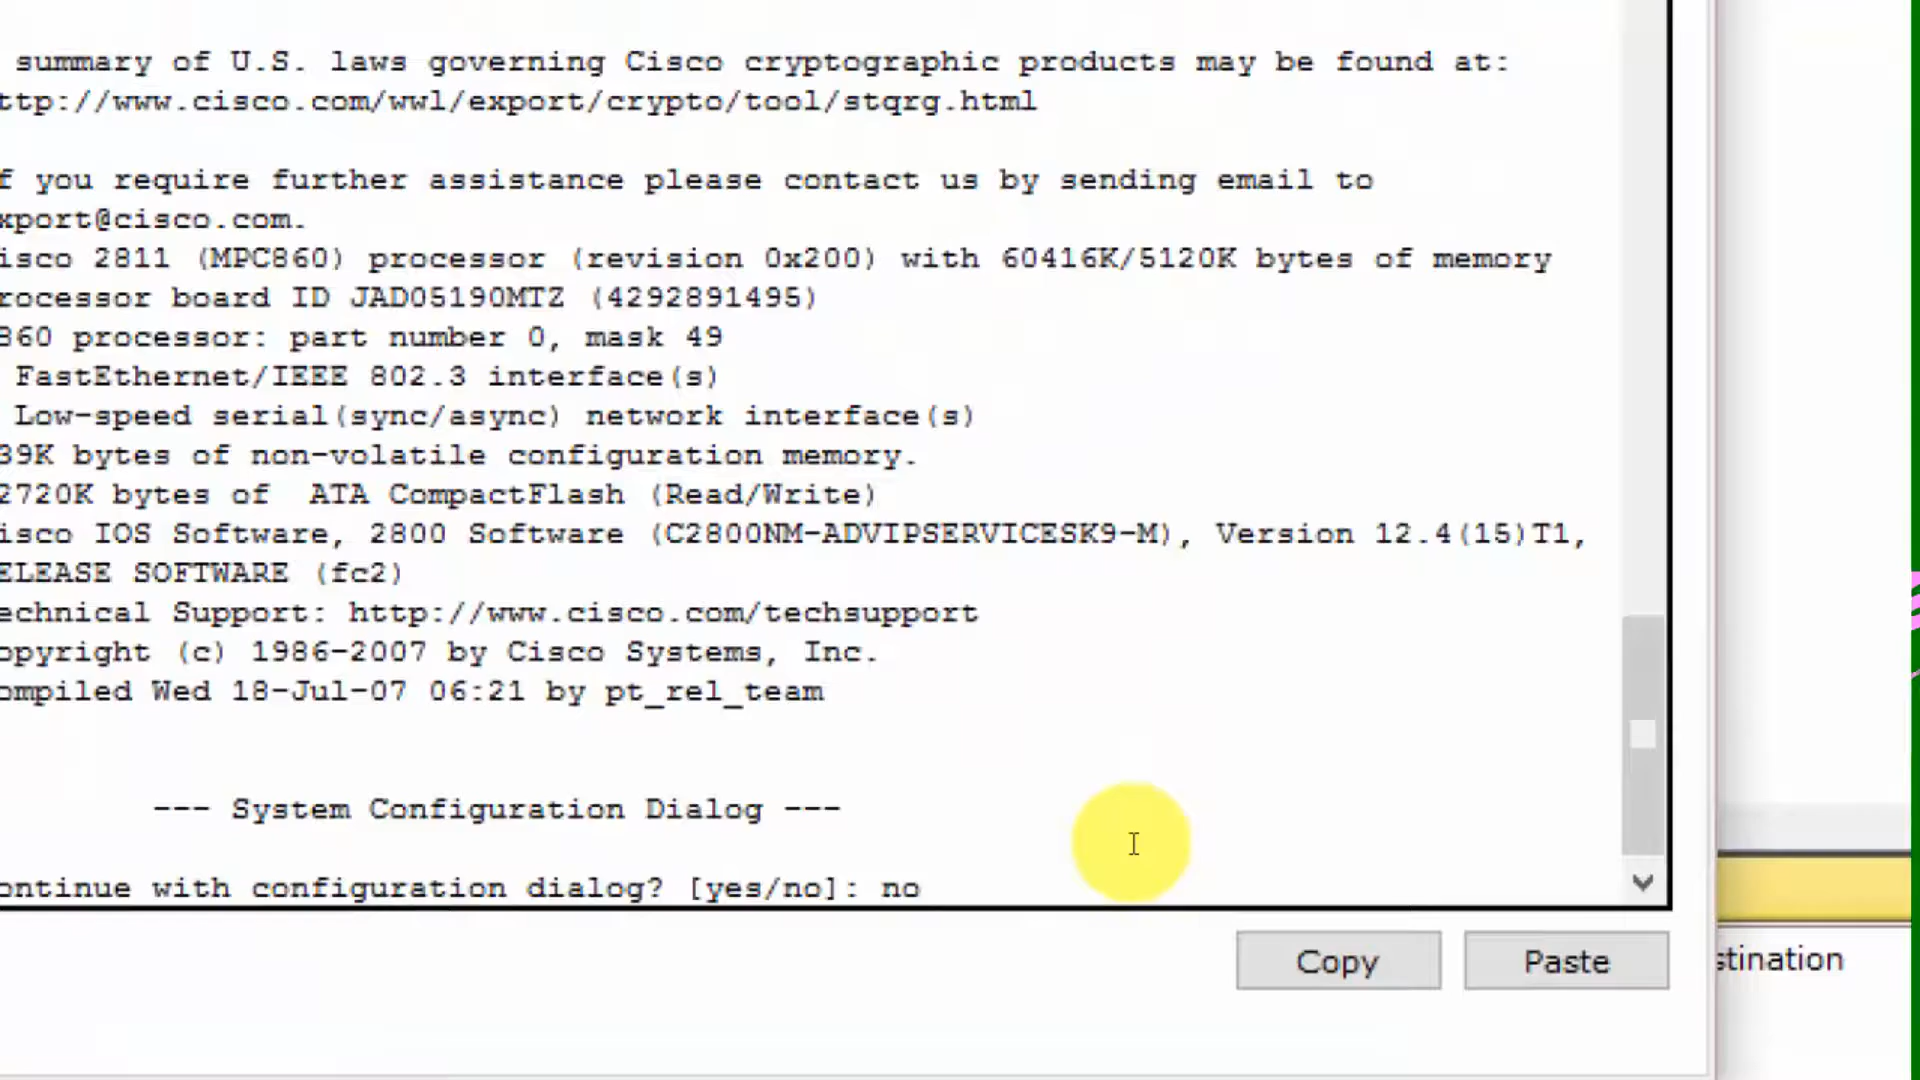 summary of U.S. laws governing Cisco cryptographic products may be found at:
ttp://www.cisco.com/wwl/export/crypto/tool/stqrg.html
f you require further assistance please contact us by sending email to
xport@cisco.com.
isco 2811 (MPC860) processor (revision 0x200) with 60416K/5120K bytes of memory
rocessor board ID JAD05190MTZ (4292891495)
860 processor: part number 0, mask 49
FastEthernet/IEEE 802.3 interface(s)
Low-speed serial(sync/async) network interface(s)
39K bytes of non-volatile configuration memory.
2720K bytes of  ATA CompactFlash (Read/Write)
isco IOS Software, 2800 Software (C2800NM-ADVIPSERVICESK9-M), Version 12.4(15)T1,
ELEASE SOFTWARE (fc2)
echnical Support: http://www.cisco.com/techsupport
opyright (c) 1986-2007 by Cisco Systems, Inc.
ompiled Wed 18-Jul-07 06:21 by pt_rel_team
--- System Configuration Dialog ---
ontinue with configuration dialog? [yes/no]: no
Copy
Paste
stination